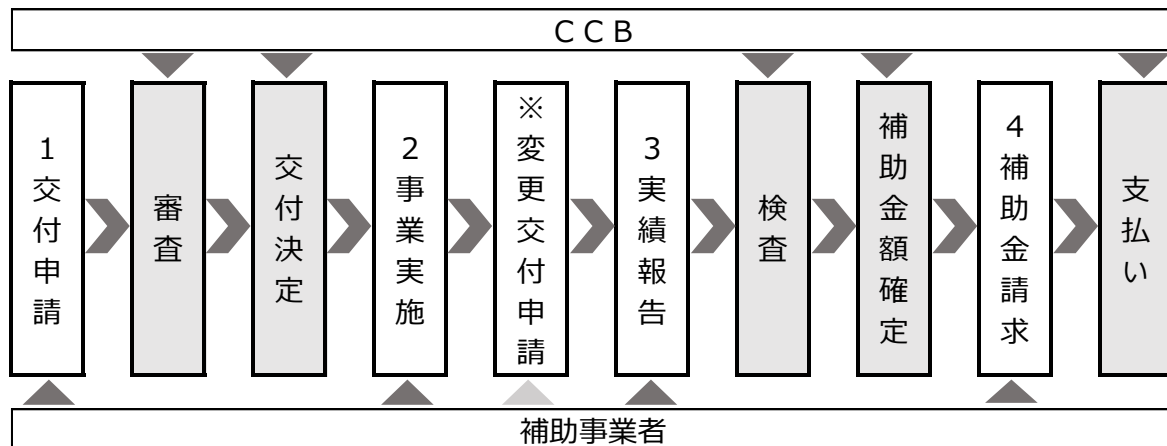 CCB
1交付申請
審査
交付決定
2事業実施
※変更交付申請
3実績報告
検査
補助金額確定
4補助金請求
支払い
補助事業者